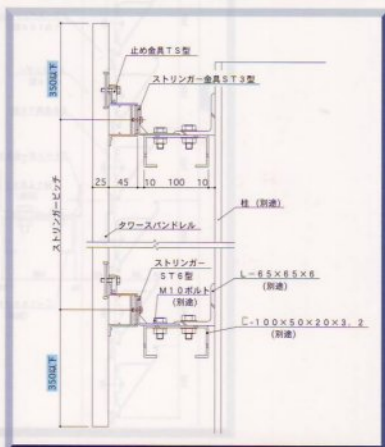 止め金具TS型
ストリンガー金具ST3型
350以下
25 45 10 100 10
柱(別途)
ストリンガーピッチ
タワースパンドレル
ストリンガー
ST6型
M10ボルト
(別途)
L-65×65×6
(別途)
C-100×50×20×3.2
(別途)
350以下